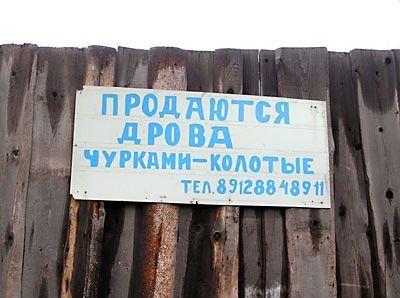 ПРОДАЮТСЯ
ДРОВА
ЧУРКАМИ-КОЛОТЫЕ
ТЕЛ. 89128848911